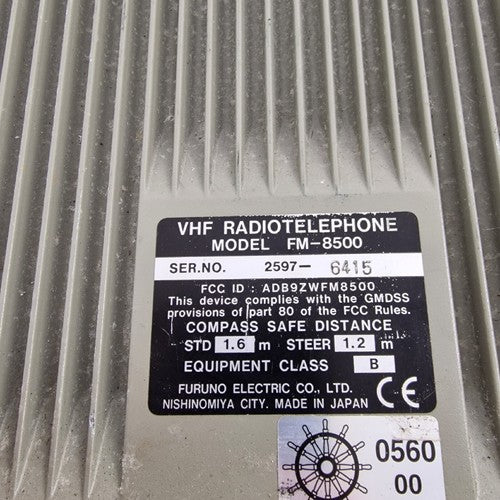 VHF RADIOTELEPHONE
MODEL FM-8500
SER.NO. 2597- 6415
FCC ID : ADB9ZWFM8500
This device complies with the GMDSS
provisions of part 80 of the FCC Rules.
COMPASS SAFE DISTANCE
STD 1.6 m STEER 1.2 m
EQUIPMENT CLASS B
FURUNO ELECTRIC CO., LTD.
NISHINOMIYA CITY. MADE IN JAPAN CE
0560
00